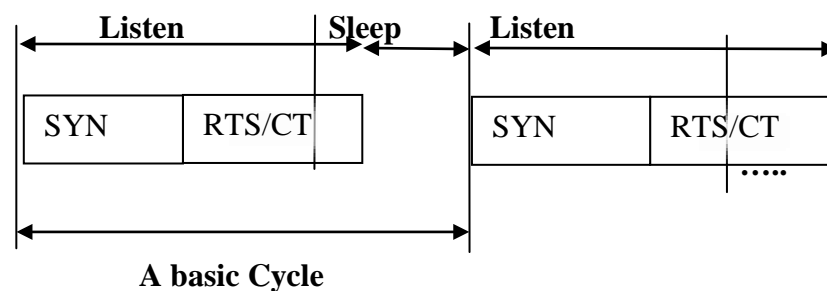 Listen Sleep Listen
SYN RTS/CT SYN RTS/CT
.....
A basic Cycle